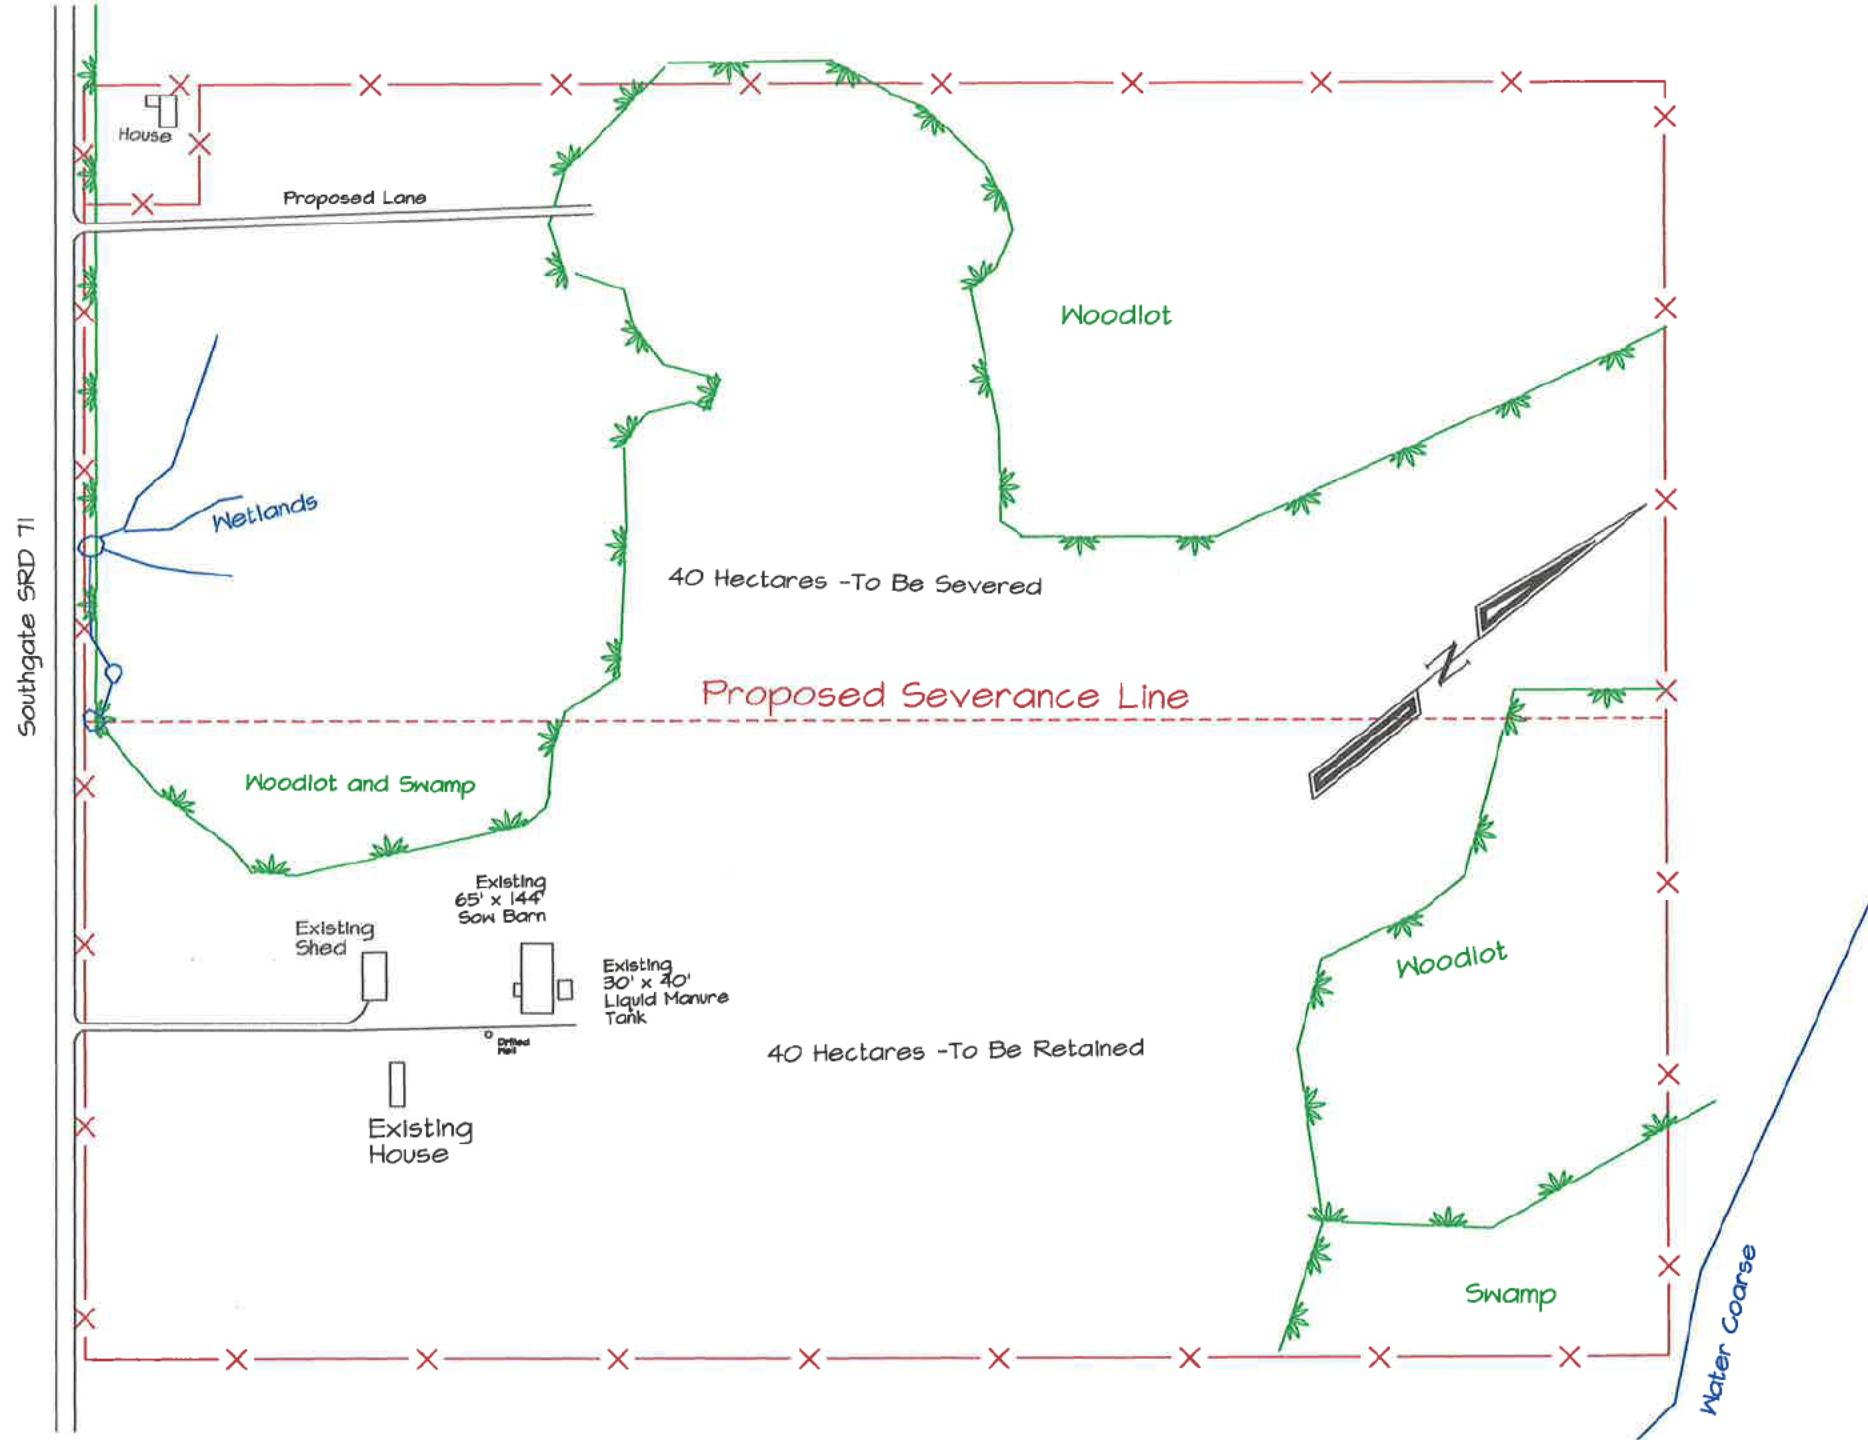 House
Proposed Lane
Woodlot
Wetlands
Southgate SRD 71
40 Hectares -To Be Severed
N
Proposed Severance Line
Woodlot and Swamp
Existing
65' x 144'
Sow Barn
Existing
Shed
Existing
30' x 40'
Liquid Manure
Tank
Drilled
Well
Woodlot
40 Hectares -To Be Retained
Existing
House
Swamp
Water Coarse